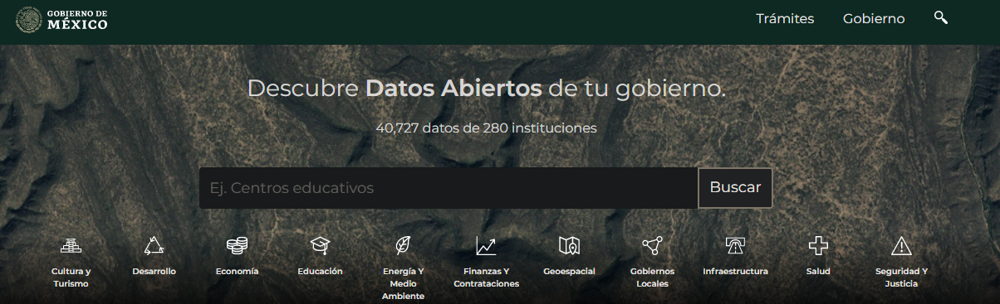 GOBIERNO DE
MÉXICO
Trámites
Gobierno
Descubre Datos Abiertos de tu gobierno.
40,727 datos de 280 instituciones
Ej. Centros educativos
Buscar
Cultura y
Turismo
Desarrollo
Economía
Educación
Energía Y
Medio
Ambiente
Finanzas Y
Contrataciones
Geoespacial
Gobiernos
Locales
Infraestructura
Salud
Seguridad Y
Justicia